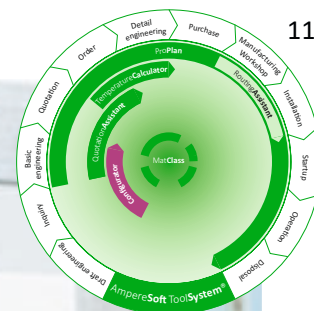 11
Draft engineering
Inquiry
Basic
engineering
Quotation
Order
Detail
engineering
Purchase
Manufacturing
Workshop
Installation
Startup
Operation
Disposal
ProPlan
TemperatureCalculator
RoutingAssistant
QuotationAssistant
Configurator
MatClass
AmpereSoft ToolSystem®